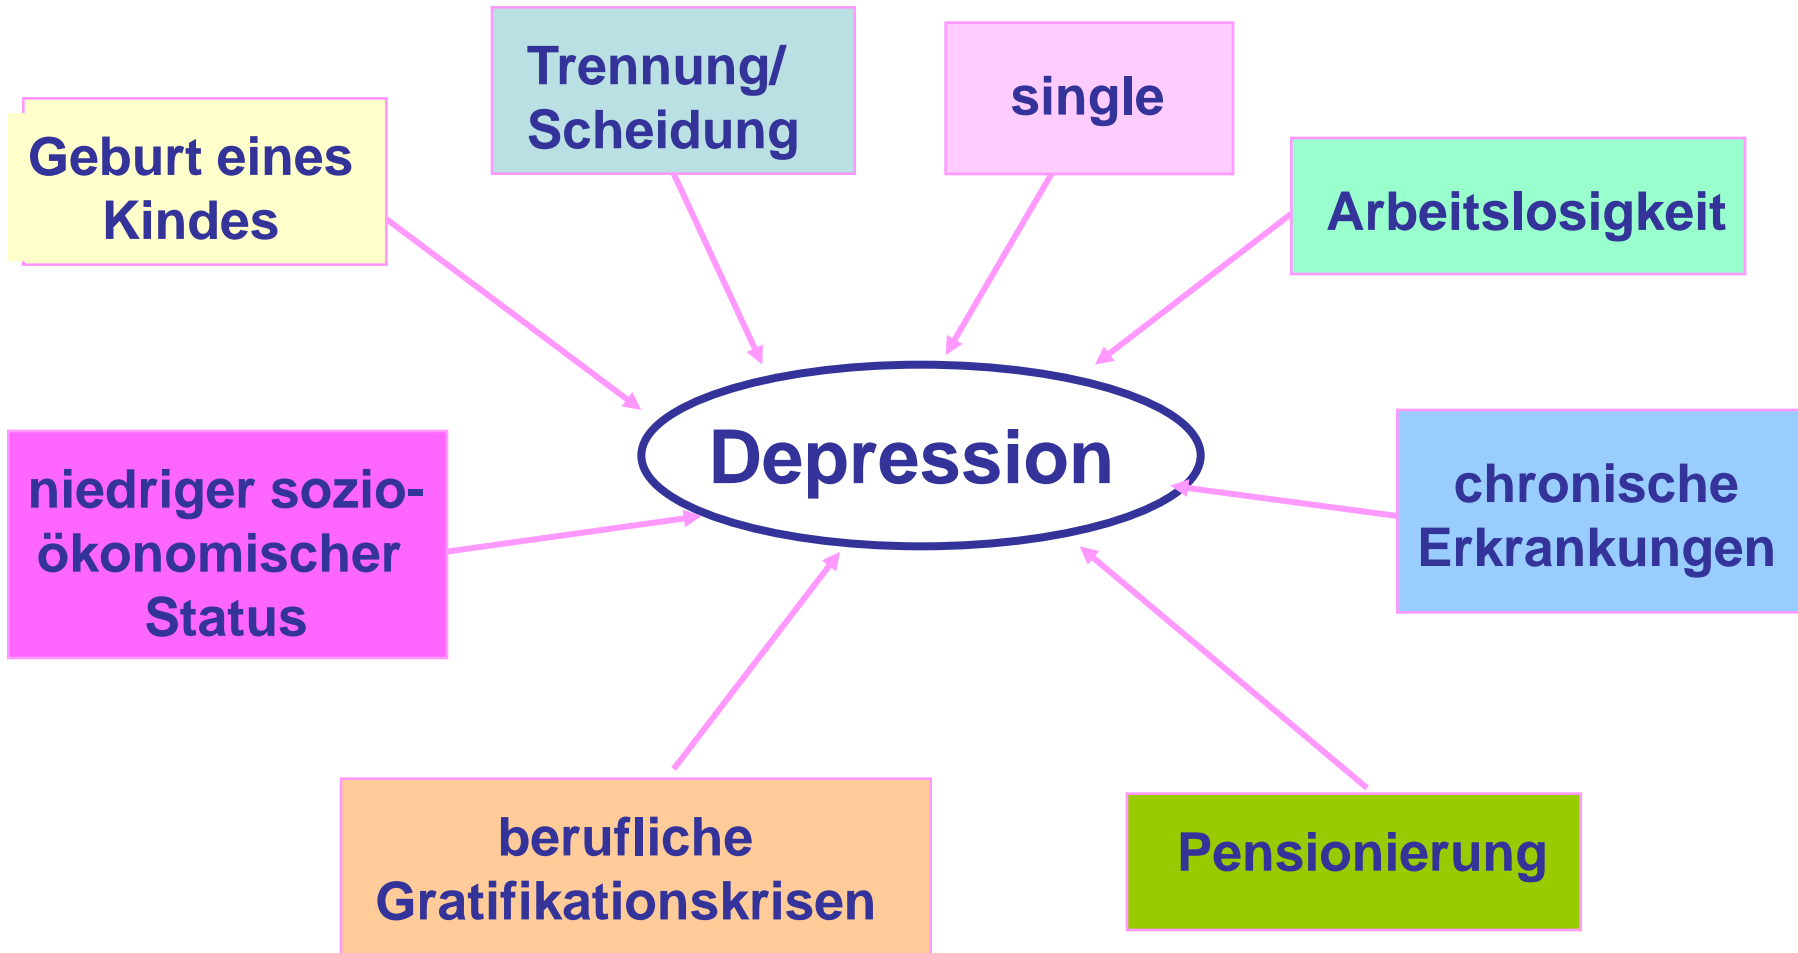 Trennung/
Scheidung
single
Geburt eines
Kindes
Arbeitslosigkeit
Depression
niedriger sozio-
ökonomischer
Status
chronische
Erkrankungen
berufliche
Gratifikationskrisen
Pensionierung